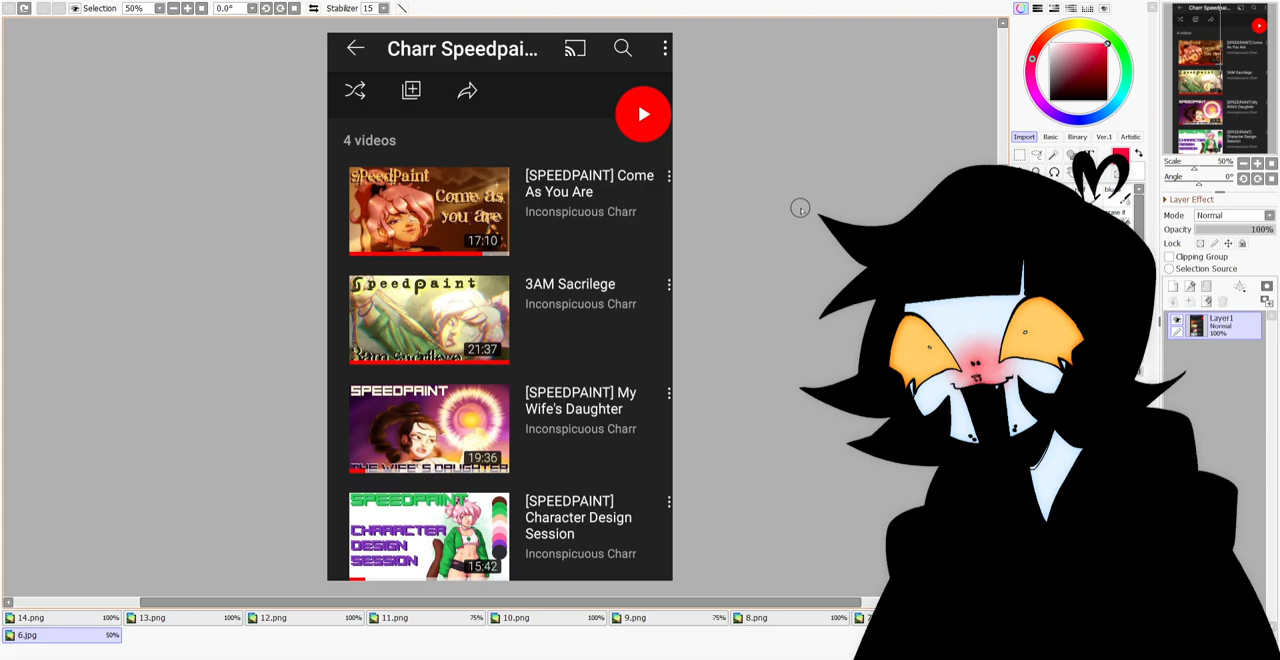 Selection 50% 0.0° Stabilizer 15
Charr Speedpai...
4 videos
SPEEDPAINT
Come as
you are
17:10
[SPEEDPAINT] Come
As You Are
Inconspicuous Charr
Speedpaint
3am Sacrilege
21:37
3AM Sacrilege
Inconspicuous Charr
SPEEDPAINT
THE WIFE'S DAUGHTER
19:36
[SPEEDPAINT] My
Wife's Daughter
Inconspicuous Charr
SPEEDPAINT
CHARACTER
DESIGN
SESSION
15:42
[SPEEDPAINT]
Character Design
Session
Inconspicuous Charr
Import Basic Binary Ver.1 Artistic
Scale 50%
Angle 0°
Layer Effect
Mode Normal
Opacity 100%
Lock
Clipping Group
Selection Source
Layer1
Normal
100%
14.png 100% 13.png 100% 12.png 100% 11.png 75% 10.png 100% 9.png 75% 8.png 100%
6.jpg 50%